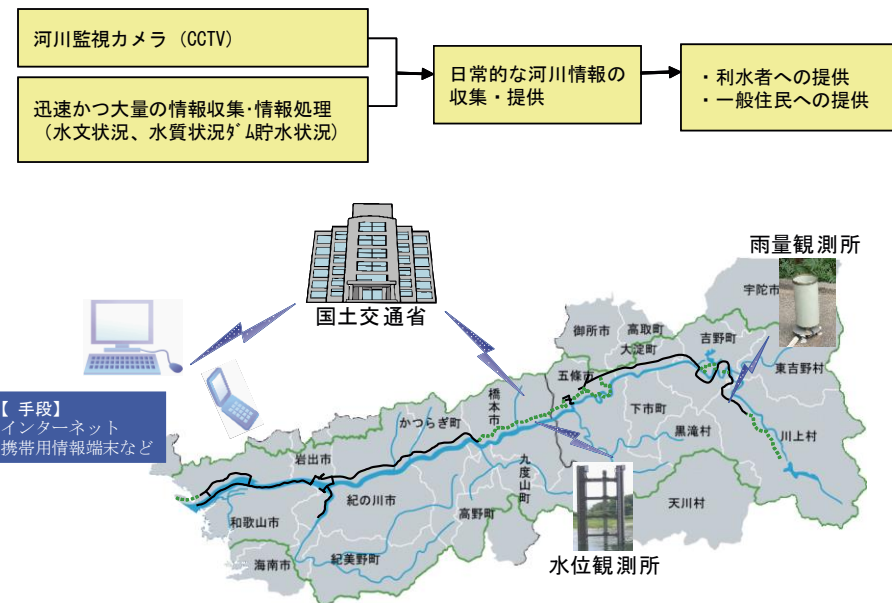 河川監視カメラ (CCTV)
迅速かつ大量の情報収集･情報処理
(水文状況、水質状況ﾀﾞﾑ貯水状況)
日常的な河川情報の
収集・提供
・利水者への提供
・一般住民への提供
国土交通省
雨量観測所
【 手段】
インターネット
携帯用情報端末など
宇陀市
御所市
高取町
大淀町
吉野町
東吉野村
五條市
橋本市
かつらぎ町
下市町
黒滝村
川上村
岩出市
九度山町
紀の川市
高野町
天川村
和歌山市
紀美野町
海南市
水位観測所